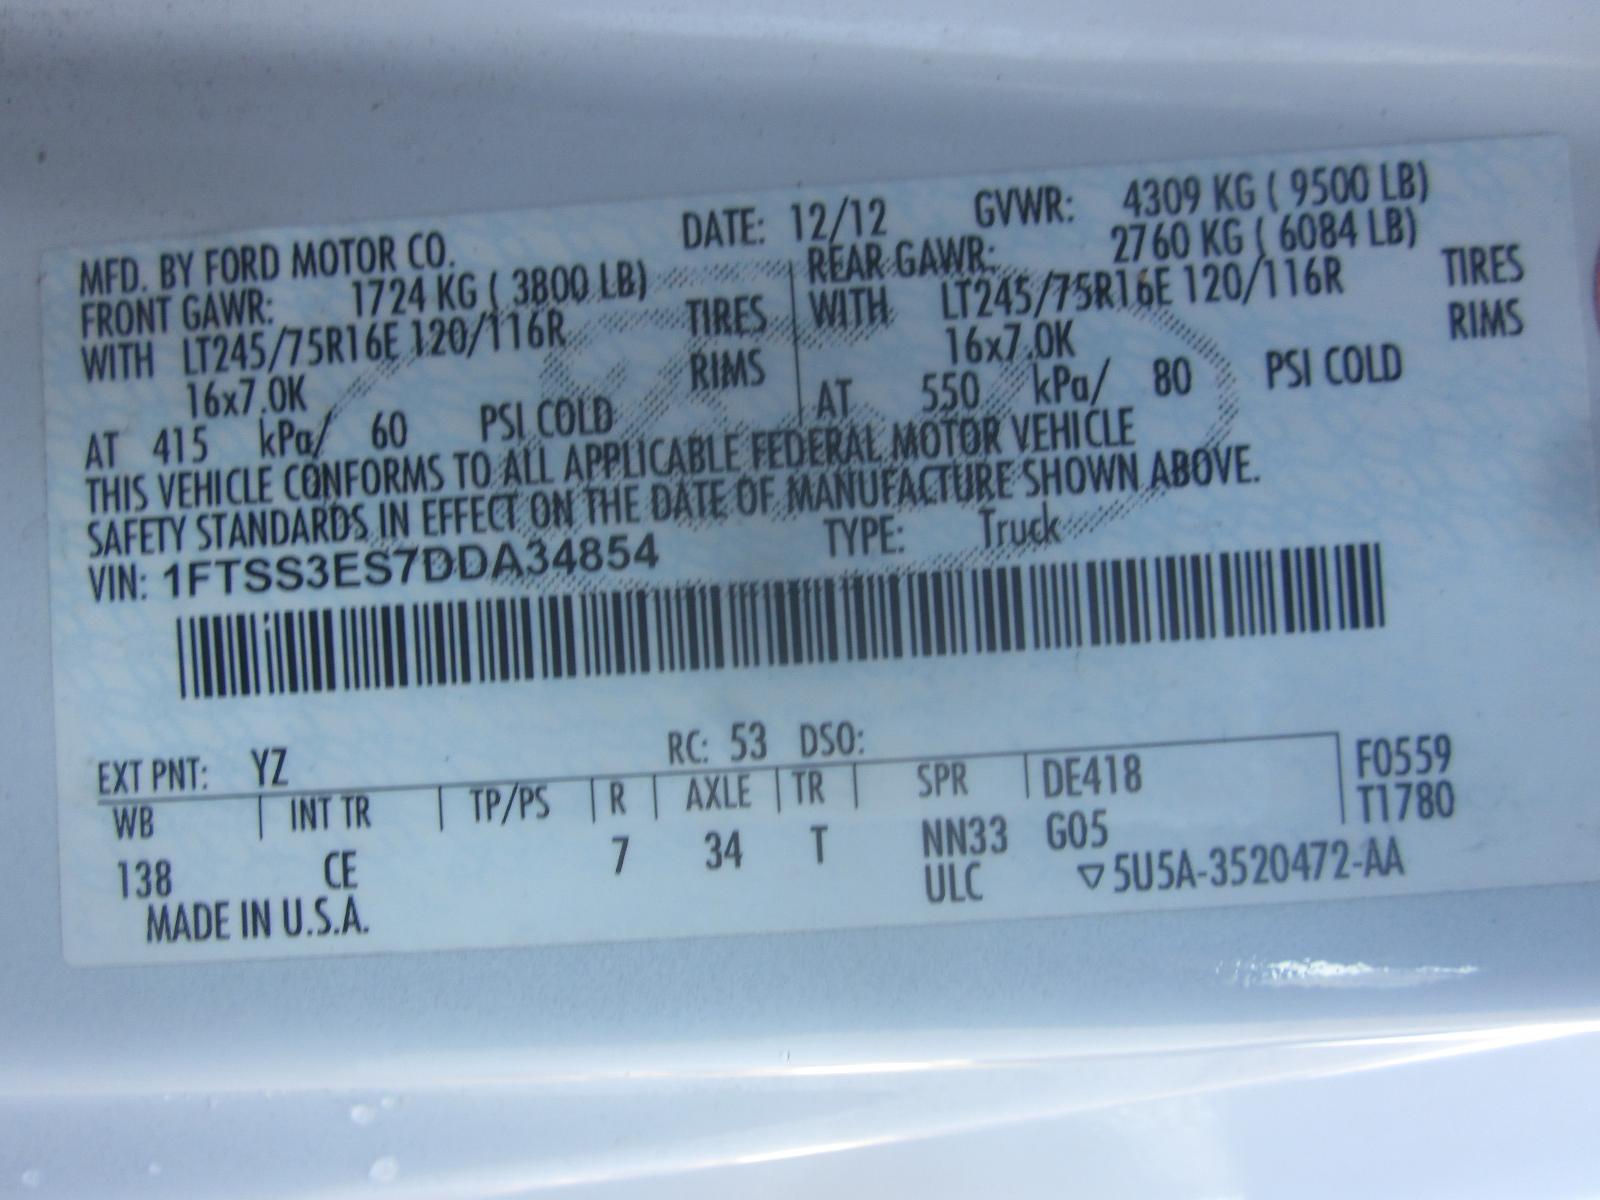 MFD. BY FORD MOTOR CO. DATE: 12/12 GVWR: 4309 KG ( 9500 LB)
FRONT GAWR: 1724 KG ( 3800 LB) REAR GAWR: 2760 KG ( 6084 LB)
WITH LT245/75R16E 120/116R TIRES WITH LT245/75R16E 120/116R TIRES
16x7.0K RIMS 16x7.0K RIMS
AT 415 kPa/ 60 PSI COLD AT 550 kPa/ 80 PSI COLD
THIS VEHICLE CONFORMS TO ALL APPLICABLE FEDERAL MOTOR VEHICLE
SAFETY STANDARDS IN EFFECT ON THE DATE OF MANUFACTURE SHOWN ABOVE.
VIN: 1FTSS3ES7DDA34854 TYPE: Truck
EXT PNT: YZ RC: 53 DSO:
WB INT TR TP/PS R AXLE TR SPR DE418 F0559
T1780
138 CE 7 34 T NN33 G05
ULC ▽5U5A-3520472-AA
MADE IN U.S.A.